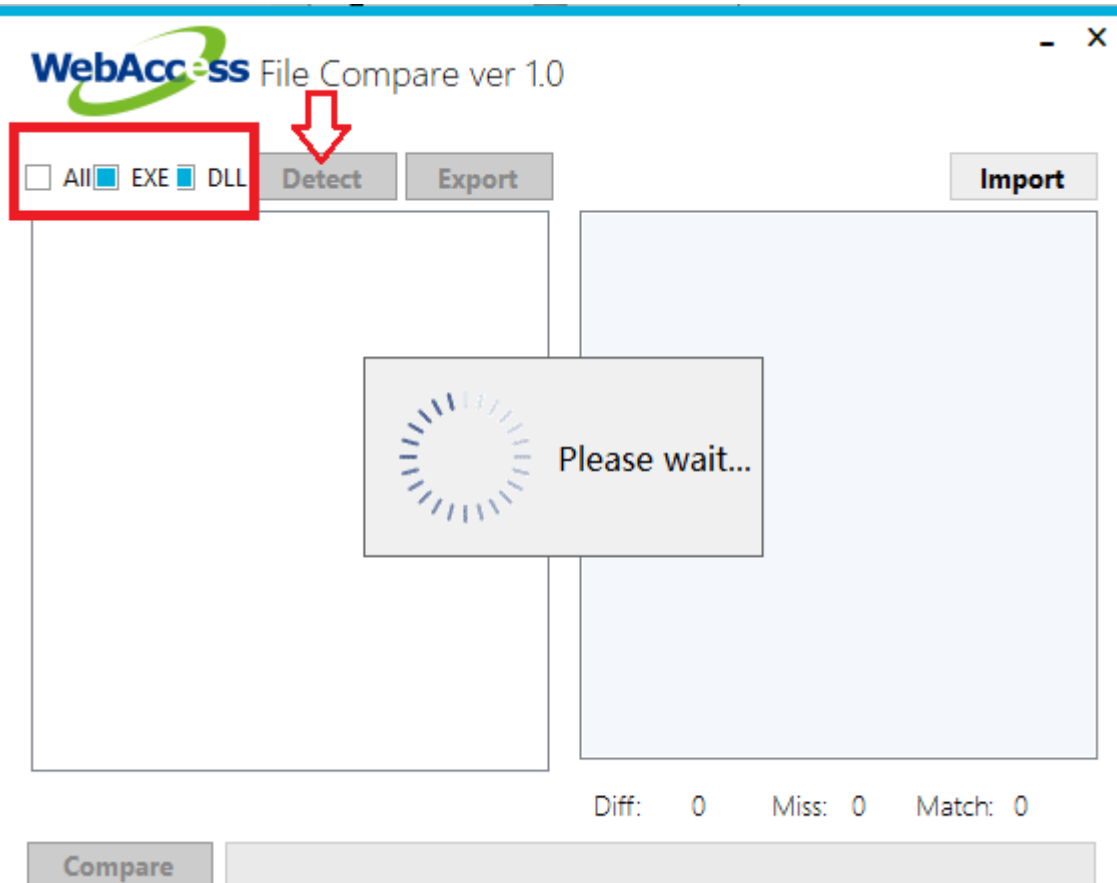 WebAccess File Compare ver 1.0
All EXE DLL Detect Export Import
Please wait...
Diff: 0 Miss: 0 Match: 0
Compare